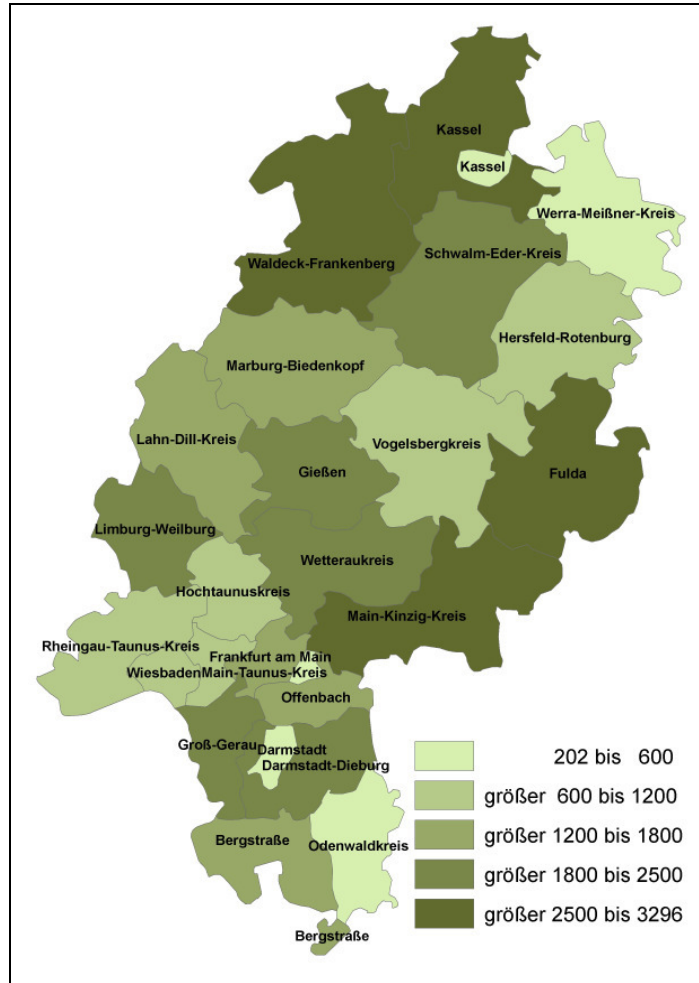 Kassel
Kassel
Werra-Meißner-Kreis
Schwalm-Eder-Kreis
Waldeck-Frankenberg
Hersfeld-Rotenburg
Marburg-Biedenkopf
Lahn-Dill-Kreis
Vogelsbergkreis
Gießen
Fulda
Limburg-Weilburg
Wetteraukreis
Hochtaunuskreis
Main-Kinzig-Kreis
Rheingau-Taunus-Kreis
Frankfurt am Main
Wiesbaden
Main-Taunus-Kreis
Offenbach
Groß-Gerau
Darmstadt
Darmstadt-Dieburg
Bergstraße
Odenwaldkreis
Bergstraße
202 bis 600
größer 600 bis 1200
größer 1200 bis 1800
größer 1800 bis 2500
größer 2500 bis 3296